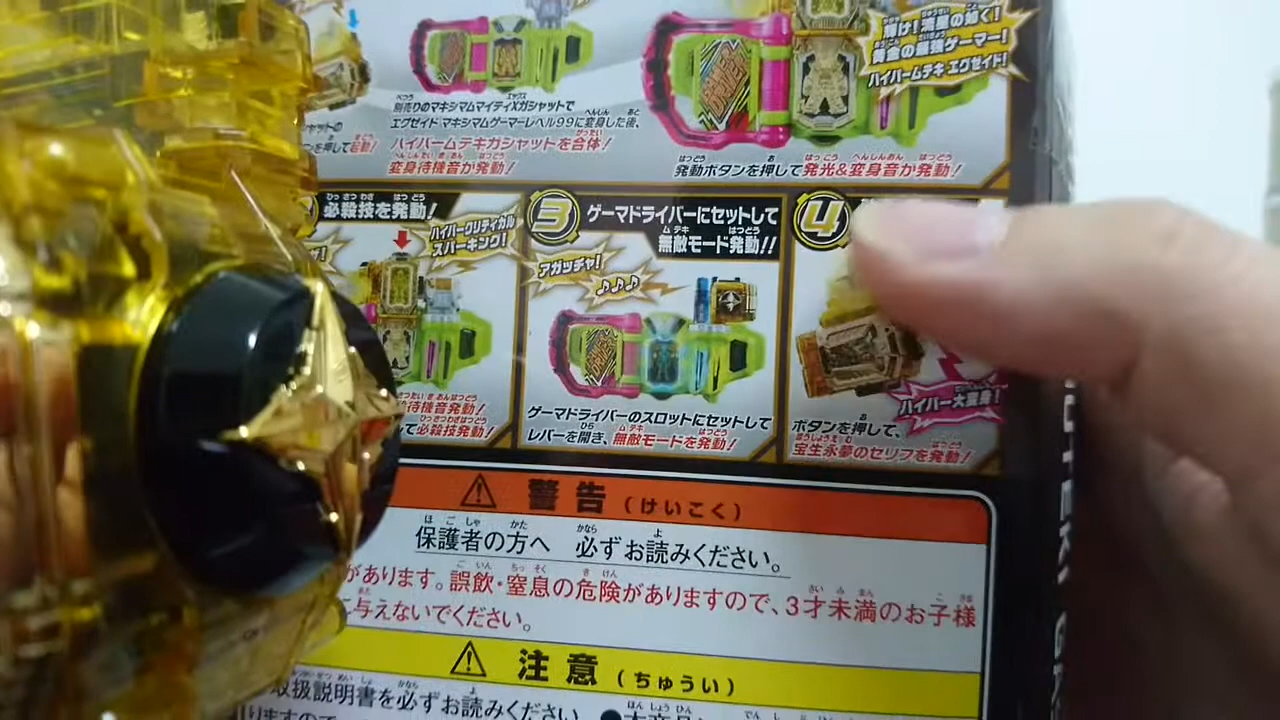 輝け!流星の如く!
黄金の最強ゲーマー!
ハイパームテキ エグゼイド!
別売りのマキシマムマイティXガシャットで
エグゼイド マキシマムゲーマーレベル99に変身した後、
ハイパームテキガシャットを合体!
変身待機音が発動!
ンを押して起動!
発動ボタンを押して発光&変身音が発動!
必殺技を発動!
ハイパークリティカル
スパーキング!
待機音発動!
て必殺技発動!
3
ゲーマドライバーにセットして
無敵モード発動!!
アガッチャ!
♪♪♪
ゲーマドライバーのスロットにセットして
レバーを開き、無敵モードを発動!
4
ハイパー大変身!
ボタンを押して、
宝生永夢のセリフを発動!
警告(けいこく)
保護者の方へ 必ずお読みください。
があります。誤飲・窒息の危険がありますので、3才未満のお子様
与えないでください。
注意(ちゅうい)
取扱説明書を必ずお読みください